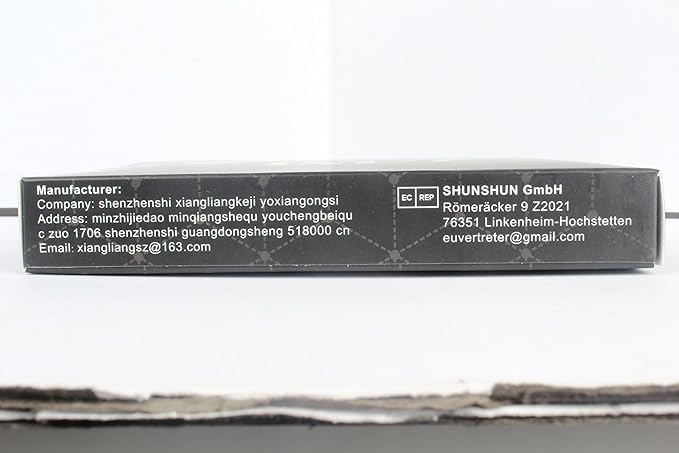 Manufacturer:
Company: shenzhenshi xiangliangkeji yoxiangongsi
Address: minzhijiedao minqiangshequ youchengbeiqu
c zuo 1706 shenzhenshi guangdongsheng 518000 cn
Email: xiangliangsz@163.com
EC REP
SHUNSHUN GmbH
Römeräcker 9 Z2021
76351 Linkenheim-Hochstetten
euvertreter@gmail.com